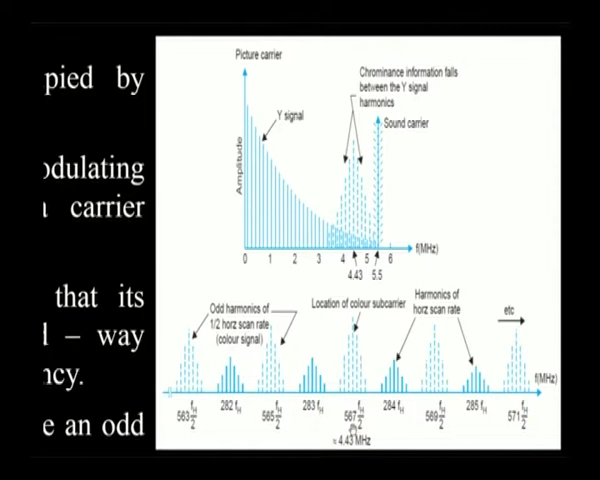 pied by
odulating
carrier
that its
– way
ncy.
e an odd
Picture carrier
Chrominance information falls
between the Y signal
harmonics
Y signal
Sound carrier
Amplitude
f(MHz)
0 1 2 3 4 5 6
4.43 5.5
Odd harmonics of
1/2 horz scan rate
(colour signal)
Location of colour subcarrier
Harmonics of
horz scan rate
etc
f(MHz)
563 fH/2 282 fH 565 fH/2 283 fH 567 fH/2 284 fH 569 fH/2 285 fH 571 fH/2
≈ 4.43 MHz